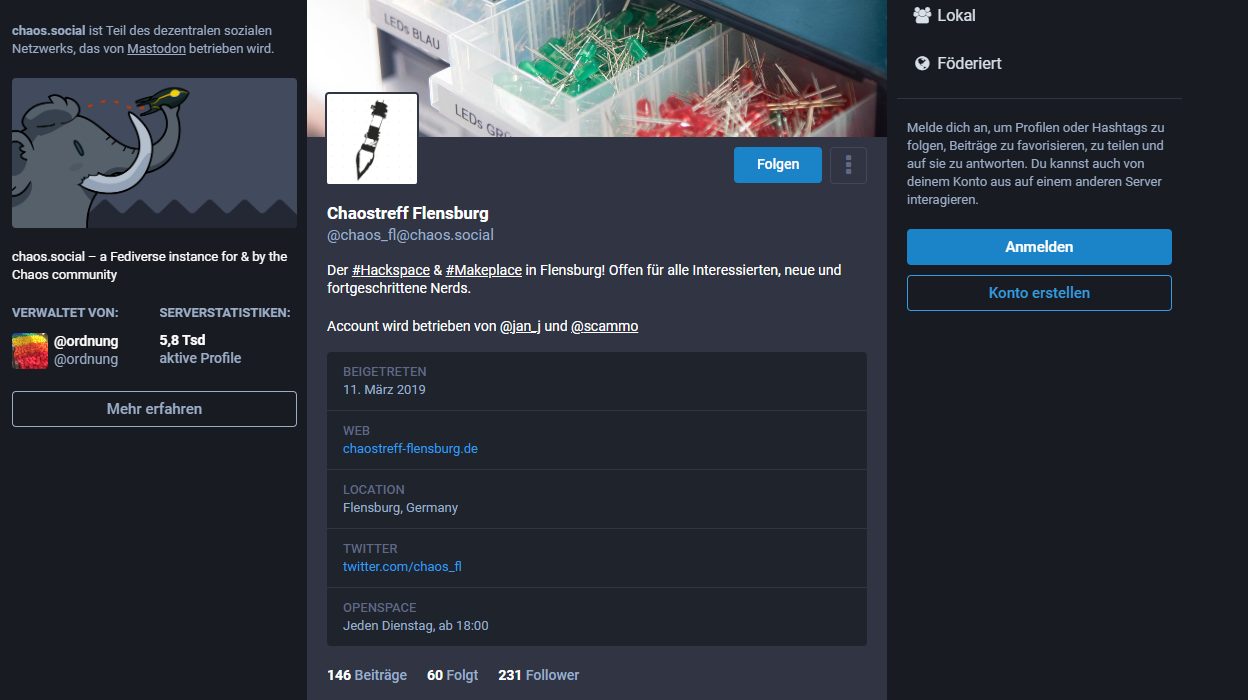 chaos.social ist Teil des dezentralen sozialen
Netzwerks, das von Mastodon betrieben wird.
chaos.social – a Fediverse instance for & by the
Chaos community
VERWALTET VON:
@ordnung
@ordnung
SERVERSTATISTIKEN:
5,8 Tsd
aktive Profile
Mehr erfahren
LEDs BLAU
LEDs GR
Folgen
Chaostreff Flensburg
@chaos_fl@chaos.social
Der #Hackspace & #Makeplace in Flensburg! Offen für alle Interessierten, neue und
fortgeschrittene Nerds.
Account wird betrieben von @jan_j und @scammo
BEIGETRETEN
11. März 2019
WEB
chaostreff-flensburg.de
LOCATION
Flensburg, Germany
TWITTER
twitter.com/chaos_fl
OPENSPACE
Jeden Dienstag, ab 18:00
146 Beiträge 60 Folgt 231 Follower
Lokal
Föderiert
Melde dich an, um Profilen oder Hashtags zu
folgen, Beiträge zu favorisieren, zu teilen und
auf sie zu antworten. Du kannst auch von
deinem Konto aus auf einem anderen Server
interagieren.
Anmelden
Konto erstellen